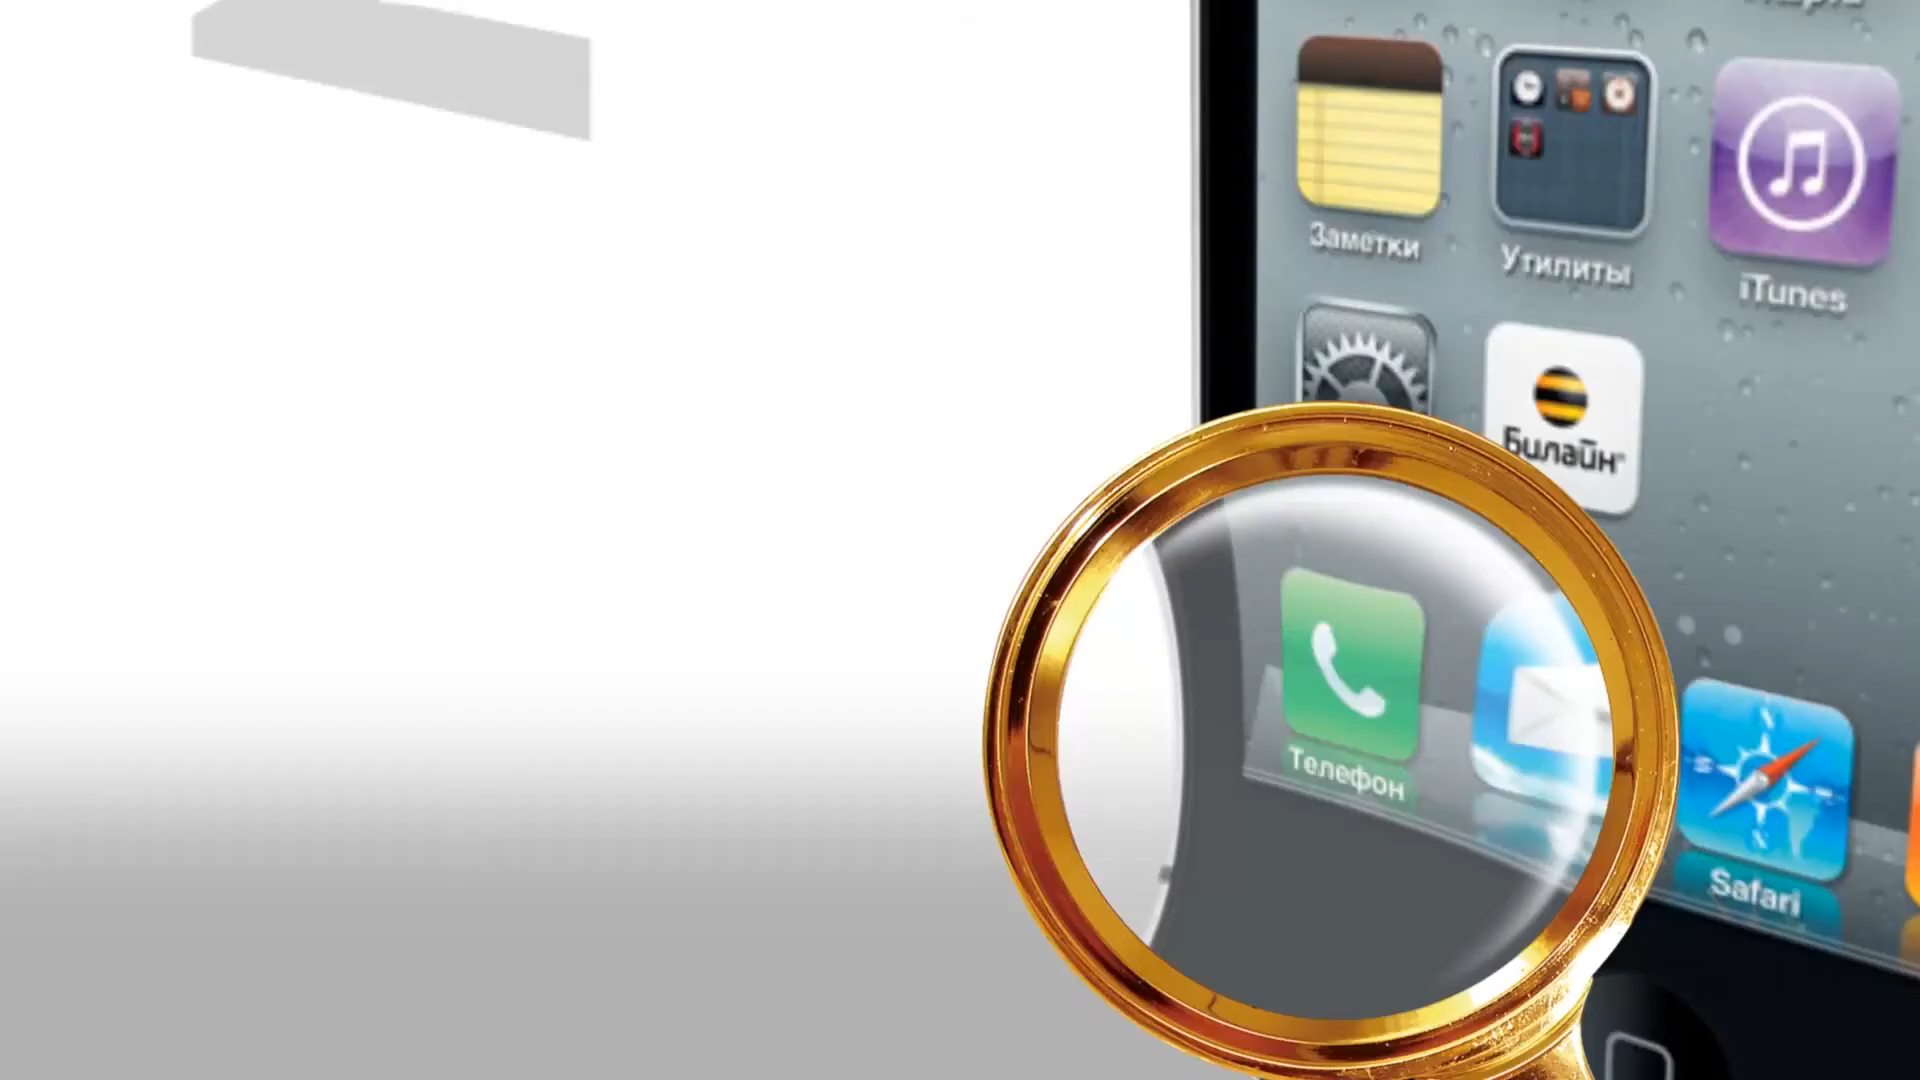 Заметки
Утилиты
iTunes
Билайн
Телефон
Safari